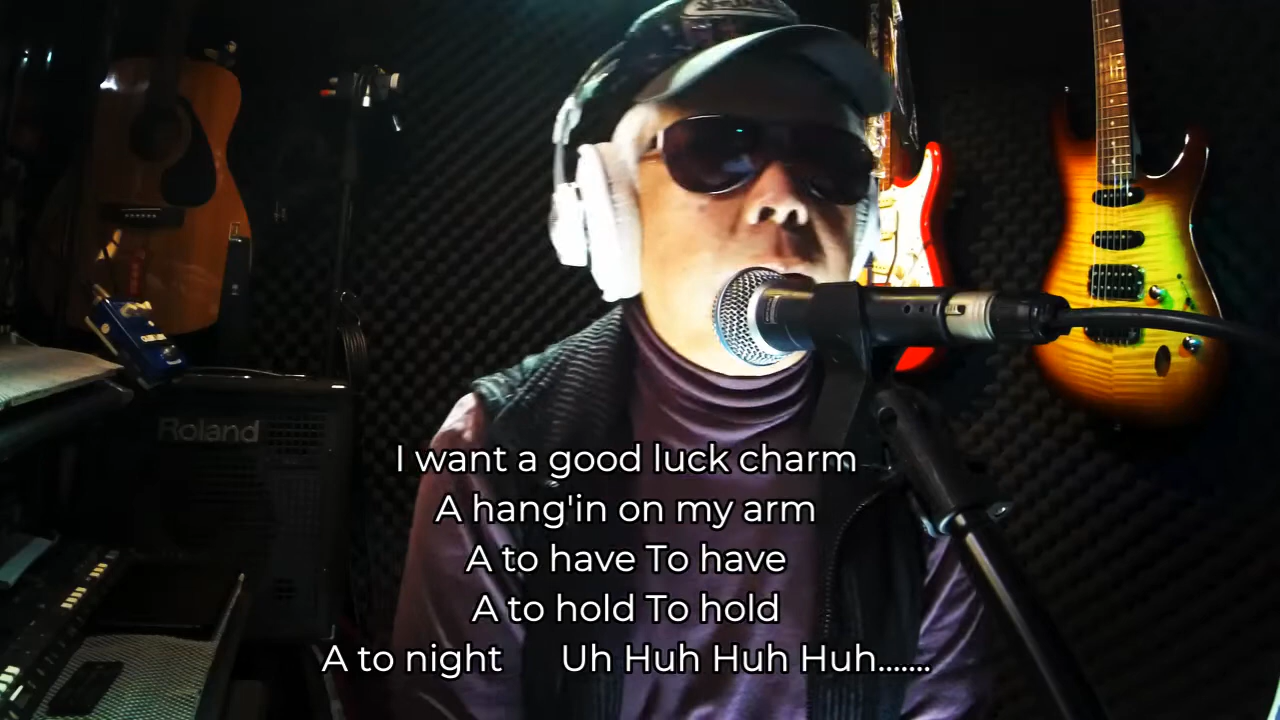 Roland
I want a good luck charm
A hang'in on my arm
A to have To have
A to hold To hold
A to night Uh Huh Huh Huh.......